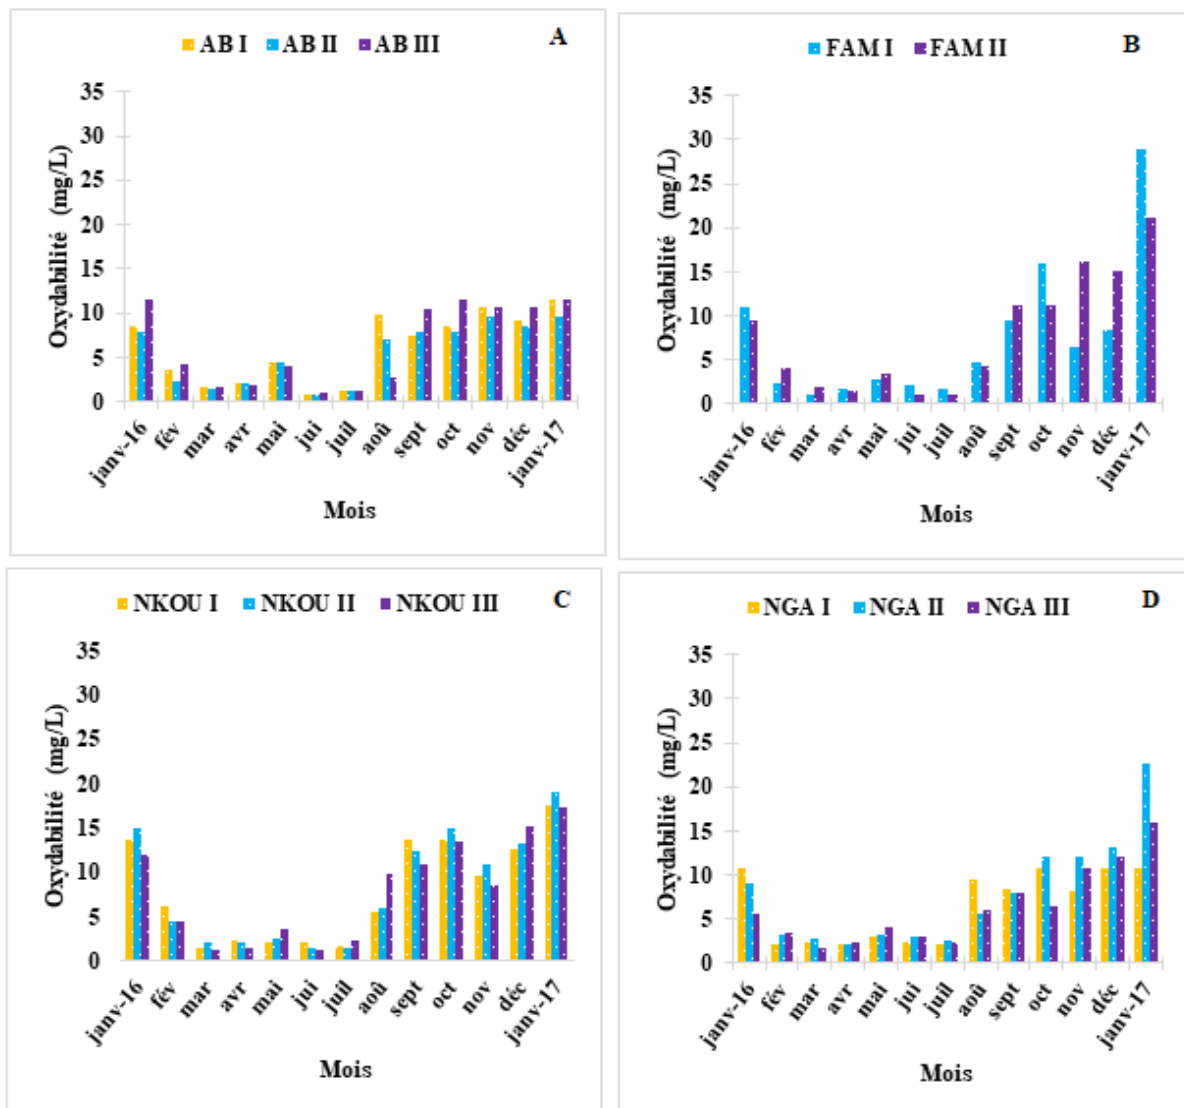 AB I AB II AB III A
35
30
25
20
15
10
5
0
Oxydabilité (mg/L)
janv-16 fév mar avr mai jui juil aoû sept oct nov déc janv-17
Mois
FAM I FAM II B
35
30
25
20
15
10
5
0
Oxydabilité (mg/L)
janv-16 fév mar avr mai jui juil aoû sept oct nov déc janv-17
Mois
NKOU I NKOU II NKOU III C
35
30
25
20
15
10
5
0
Oxydabilité (mg/L)
janv-16 fév mar avr mai jui juil aoû sept oct nov déc janv-17
Mois
NGA I NGA II NGA III D
35
30
25
20
15
10
5
0
Oxydabilité (mg/L)
janv-16 fév mar avr mai jui juil aoû sept oct nov déc janv-17
Mois